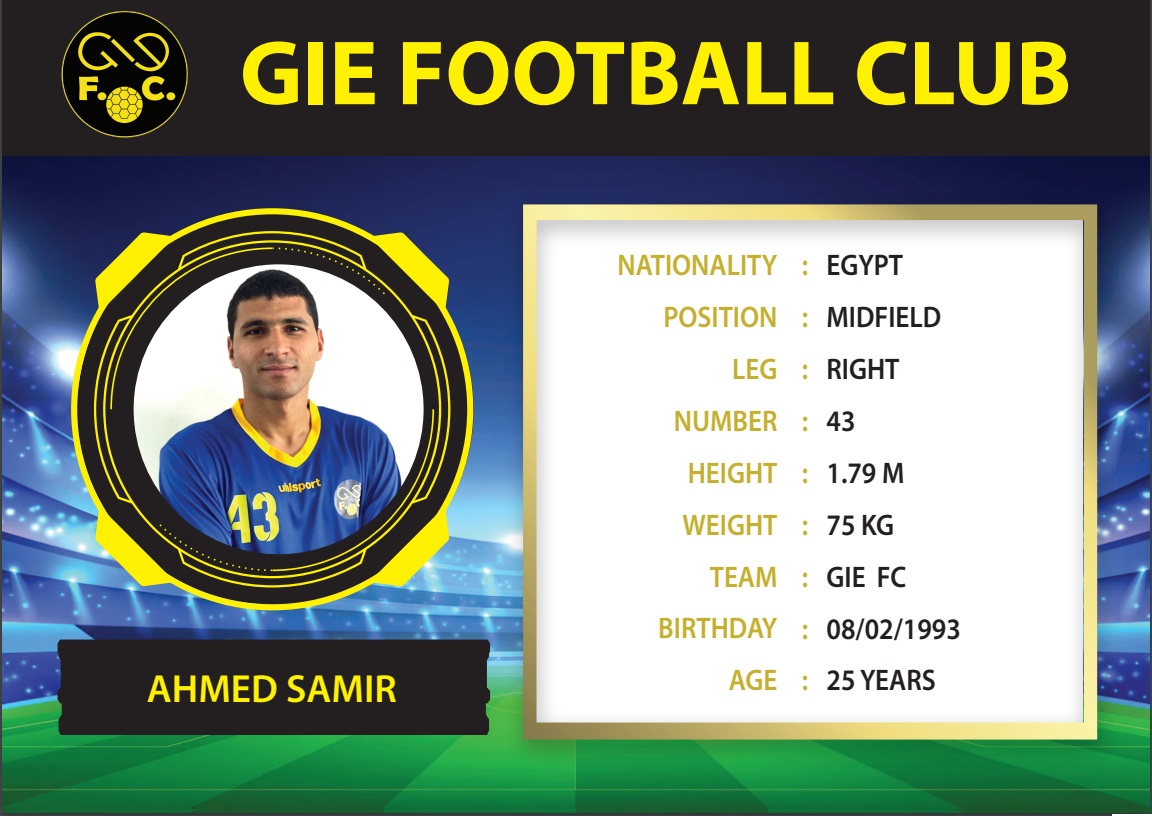 GIE
F. C.
GIE FOOTBALL CLUB
NATIONALITY : EGYPT
POSITION : MIDFIELD
LEG : RIGHT
NUMBER : 43
HEIGHT : 1.79 M
WEIGHT : 75 KG
TEAM : GIE FC
BIRTHDAY : 08/02/1993
AGE : 25 YEARS
uhlsport
43
AHMED SAMIR